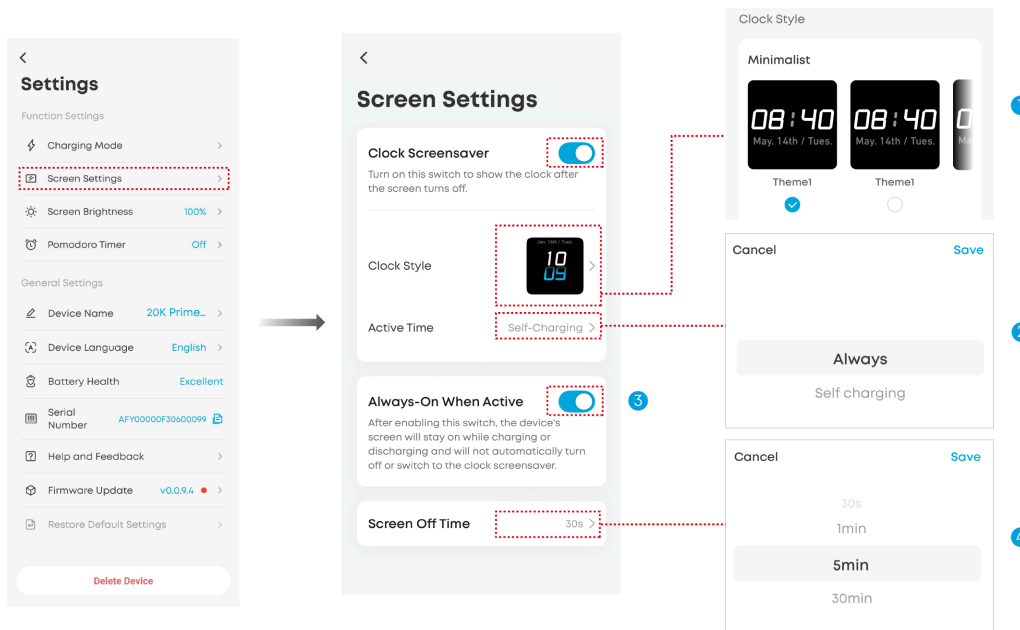 Settings
Function Settings
Charging Mode
Screen Settings
Screen Brightness 100%
Pomodoro Timer Off
General Settings
Device Name 20K Prime...
Device Language English
Battery Health Excellent
Serial
Number AFY00000F30600099
Help and Feedback
Firmware Update v0.0.9.4
Restore Default Settings
Delete Device
Screen Settings
Clock Screensaver
Turn on this switch to show the clock after
the screen turns off.
Jan. 14th / Tues.
10
09
Clock Style
Active Time Self-Charging
Always-On When Active
After enabling this switch, the device's
screen will stay on while charging or
discharging and will not automatically turn
off or switch to the clock screensaver.
3
Screen Off Time 30s
Clock Style
Minimalist
08:40 08:40
May. 14th / Tues. May. 14th / Tues.
Theme1 Theme1
1
Cancel Save
2
Always
Self charging
Cancel Save
30s
1min
4
5min
30min